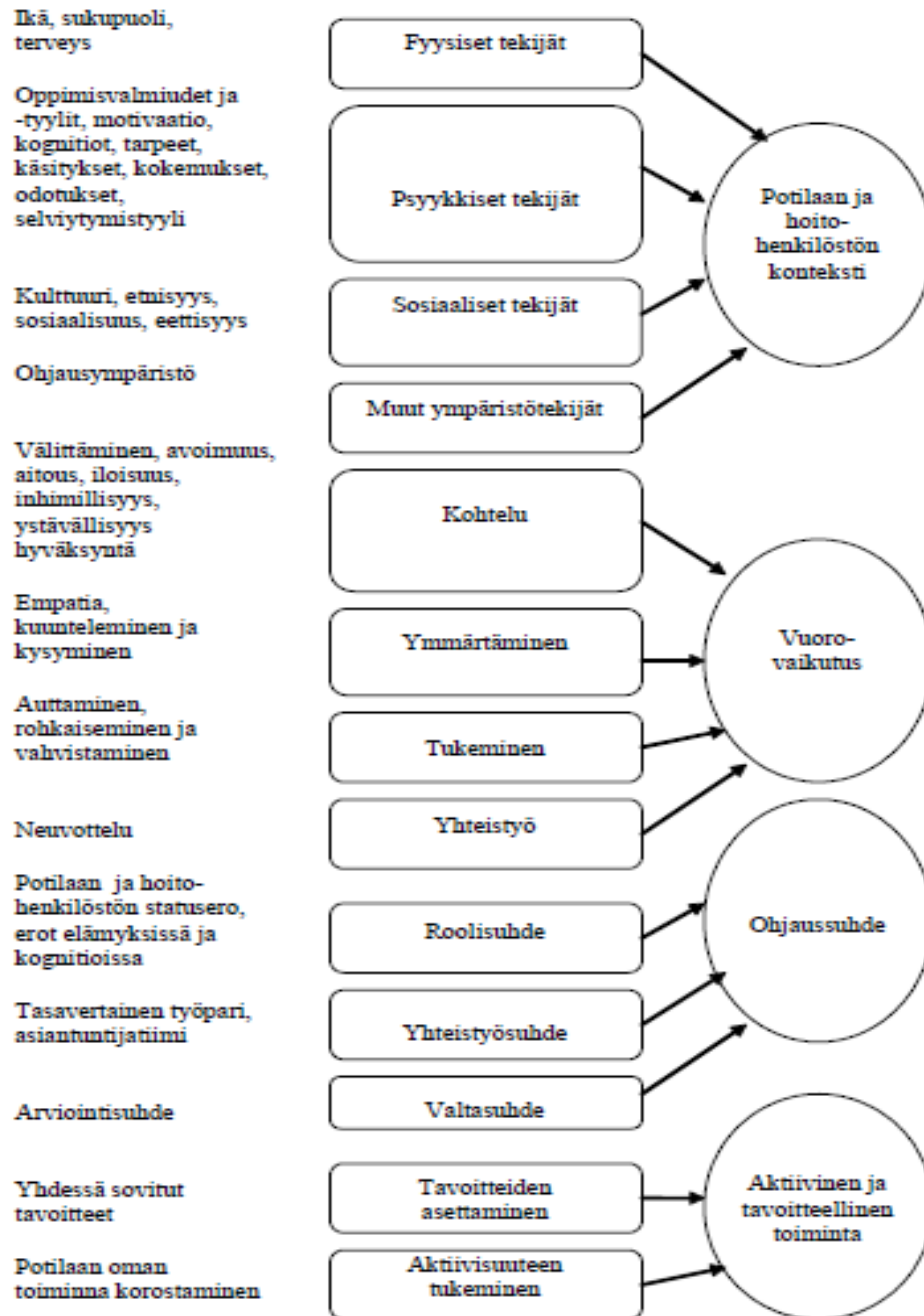 Ikä, sukupuoli,
terveys
Fyysiset tekijät
Oppimisvalmiudet ja
-tyylit, motivaatio,
kognitiot, tarpeet,
käsitykset, kokemukset,
odotukset,
selviytymistyyli
Psyykkiset tekijät
Potilaan ja
hoito-
henkilöstön
konteksti
Kulttuuri, etnisyys,
sosiaalisuus, eettisyys
Sosiaaliset tekijät
Ohjausympäristö
Muut ympäristötekijät
Välittäminen, avoimuus,
aitous, iloisuus,
inhimillisyys,
ystävällisyys
hyväksyntä
Kohtelu
Empatia,
kuunteleminen ja
kysyminen
Ymmärtäminen
Vuoro-
vaikutus
Auttaminen,
rohkaiseminen ja
vahvistaminen
Tukeminen
Neuvottelu
Yhteistyö
Potilaan ja hoito-
henkilöstön statusero,
erot elämyksissä ja
kognitioissa
Roolisuhde
Ohjaussuhde
Tasavertainen työpari,
asiantuntijatiimi
Yhteistyösuhde
Arviointisuhde
Valtasuhde
Yhdessä sovitut
tavoitteet
Tavoitteiden
asettaminen
Aktiivinen ja
tavoitteellinen
toiminta
Potilaan oman
toiminna korostaminen
Aktiivisuuteen
tukeminen